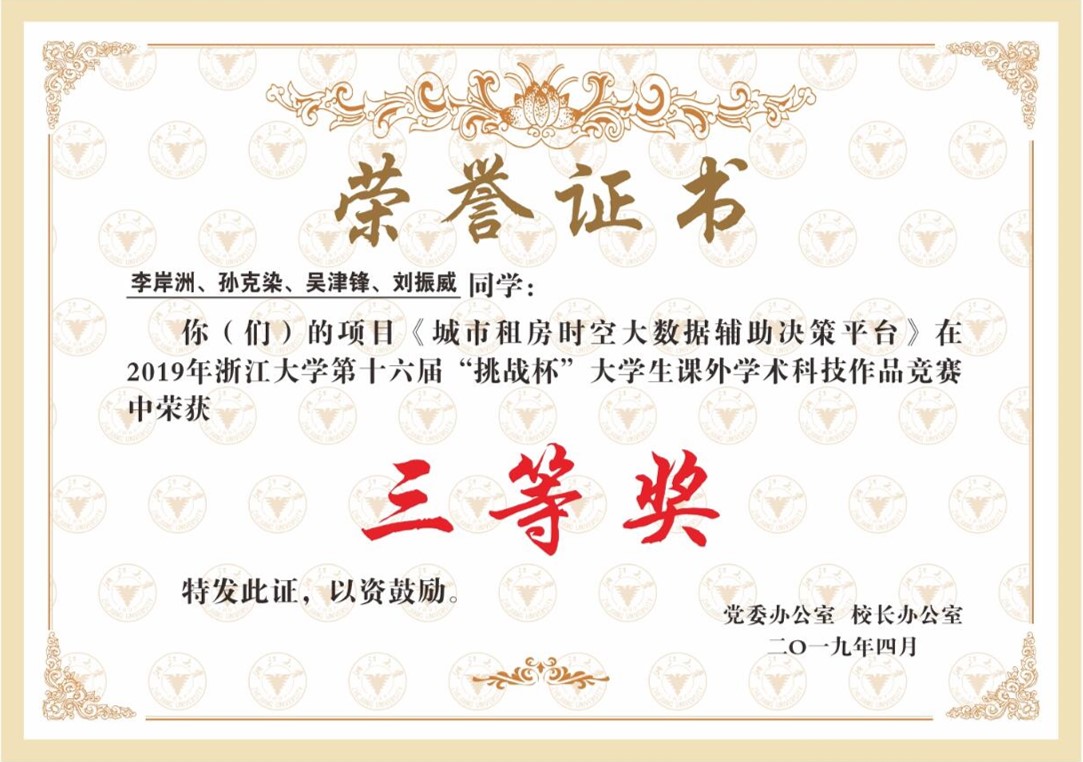 荣誉证书
李岸洲、孙克染、吴津锋、刘振威 同学：
你（们）的项目《城市租房时空大数据辅助决策平台》在
2019年浙江大学第十六届“挑战杯”大学生课外学术科技作品竞赛
中荣获
三等奖
特发此证，以资鼓励。
党委办公室 校长办公室
二〇一九年四月